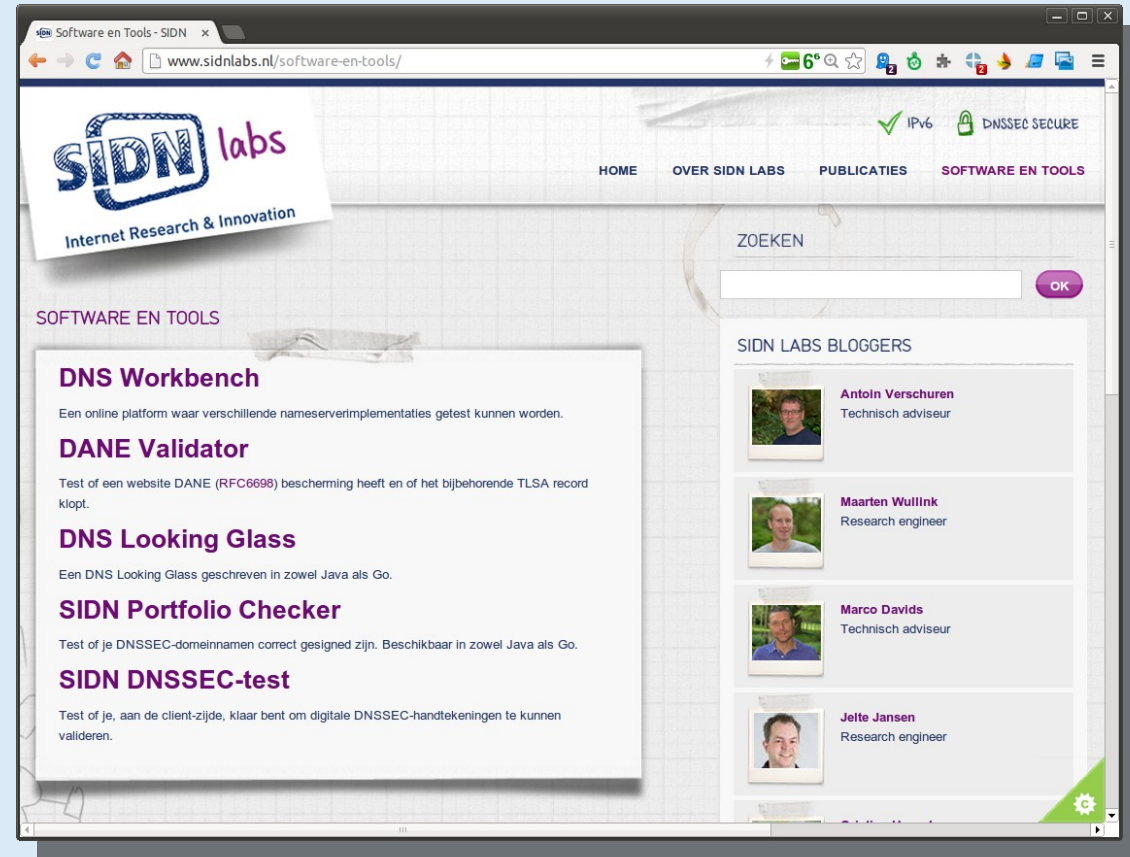 Software en Tools - SIDN
www.sidnlabs.nl/software-en-tools/
6
2
2
SIDN labs
Internet Research & Innovation
IPv6 DNSSEC SECURE
HOME OVER SIDN LABS PUBLICATIES SOFTWARE EN TOOLS
ZOEKEN
OK
SOFTWARE EN TOOLS
DNS Workbench
Een online platform waar verschillende nameserverimplementaties getest kunnen worden.
DANE Validator
Test of een website DANE (RFC6698) bescherming heeft en of het bijbehorende TLSA record
klopt.
DNS Looking Glass
Een DNS Looking Glass geschreven in zowel Java als Go.
SIDN Portfolio Checker
Test of je DNSSEC-domeinnamen correct gesigned zijn. Beschikbaar in zowel Java als Go.
SIDN DNSSEC-test
Test of je, aan de client-zijde, klaar bent om digitale DNSSEC-handtekeningen te kunnen
valideren.
SIDN LABS BLOGGERS
Antoin Verschuren
Technisch adviseur
Maarten Wullink
Research engineer
Marco Davids
Technisch adviseur
Jelte Jansen
Research engineer
C